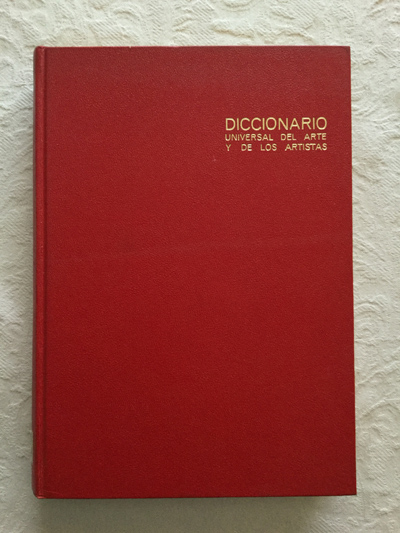 DICCIONARIO
UNIVERSAL DEL ARTE
Y DE LOS ARTISTAS